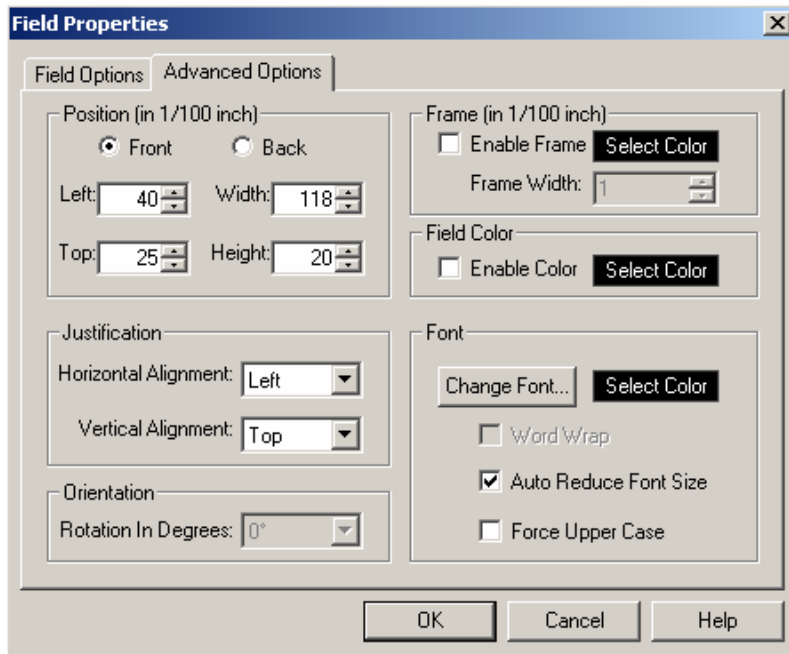 Field Properties
Field Options Advanced Options
Position (in 1/100 inch)
Front Back
Left: 40 Width: 118
Top: 25 Height: 20
Frame (in 1/100 inch)
Enable Frame Select Color
Frame Width: 1
Field Color
Enable Color Select Color
Justification
Horizontal Alignment: Left
Vertical Alignment: Top
Orientation
Rotation In Degrees: 0°
Font
Change Font... Select Color
Word Wrap
Auto Reduce Font Size
Force Upper Case
OK Cancel Help